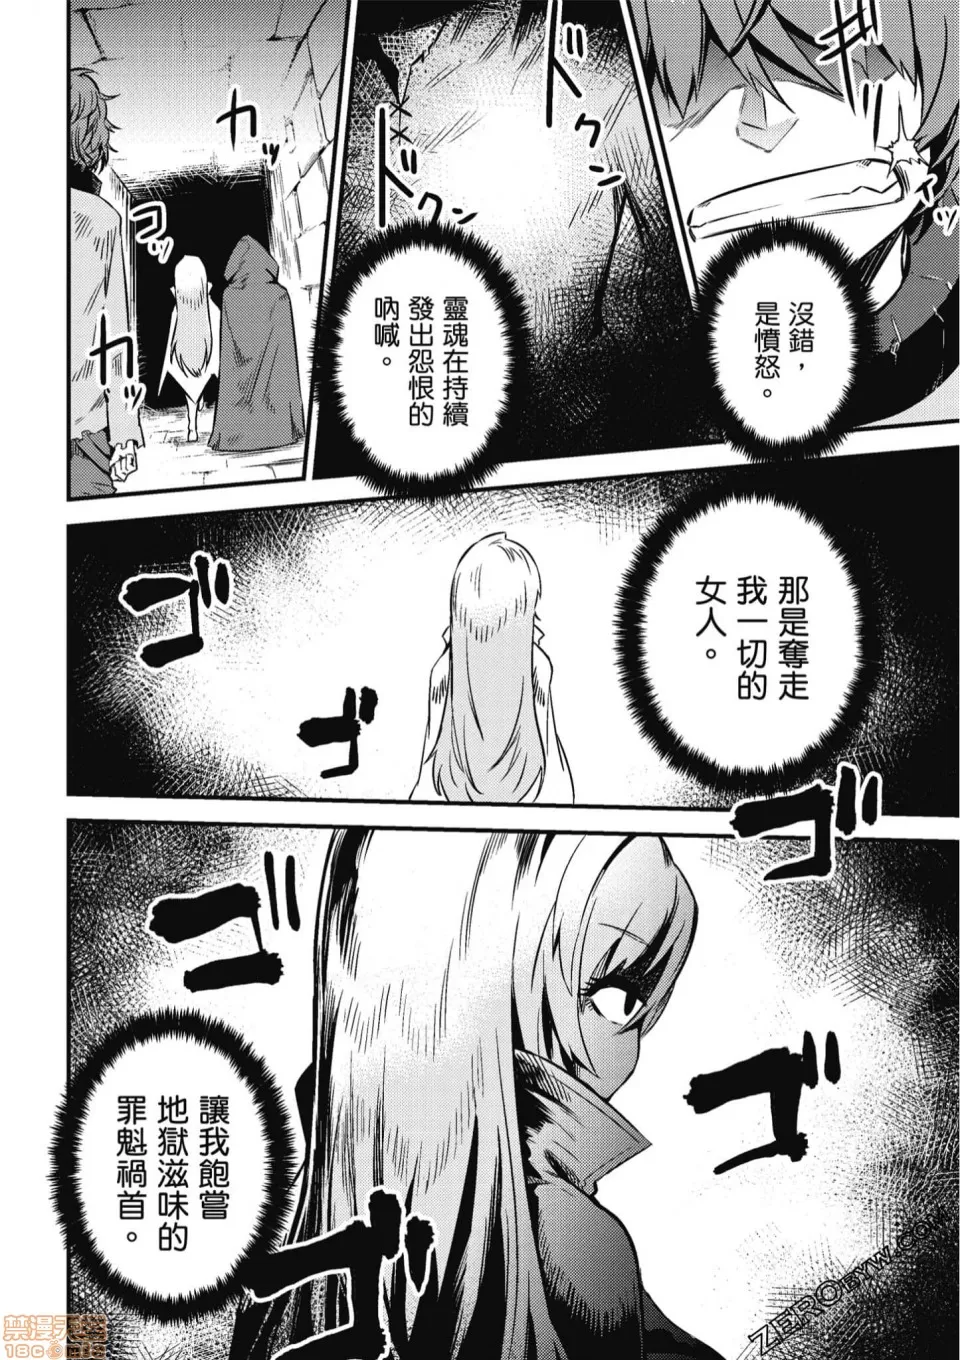 沒錯，
是憤怒。
ギッ
ドクン
ドクン
靈魂在持續
發出怨恨的
吶喊。
カッ
コッ
カッ
那是奪走
我一切的
女人。
ゴ
ゴ
ゴ
ゴ
ゴ
讓我飽嘗
地獄滋味的
罪魁禍首。
ゴ
ZEROBYW.COM
禁漫天堂